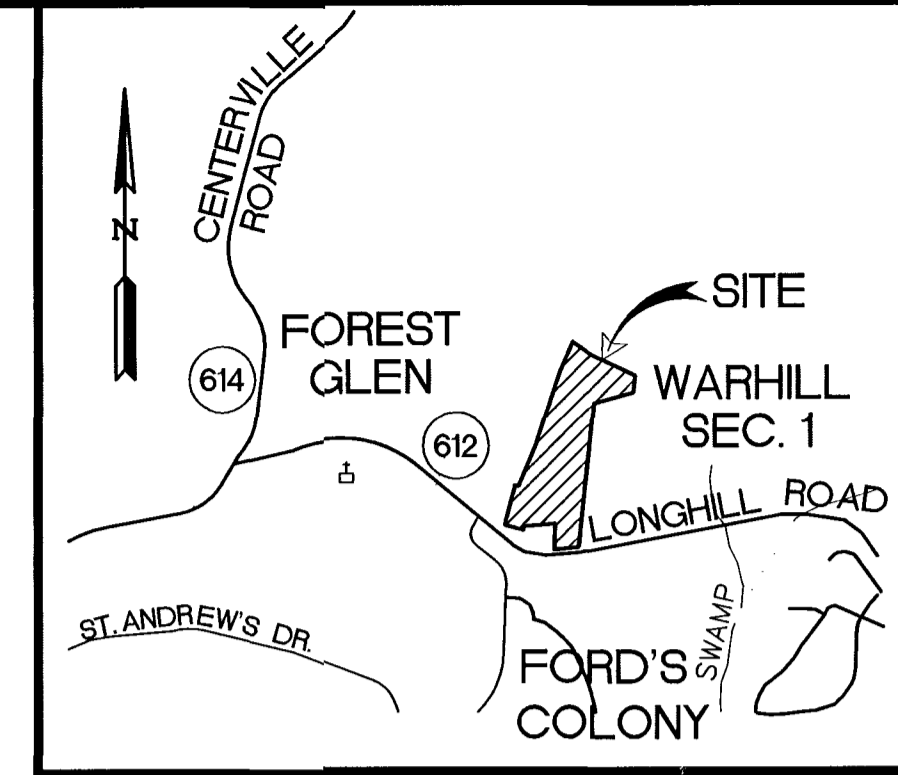 CENTERVILLE
ROAD
N
SITE
FOREST
GLEN
614
WARHILL
SEC. 1
612
LONGHILL ROAD
ST. ANDREW'S DR.
SWAMP
FORD'S
COLONY